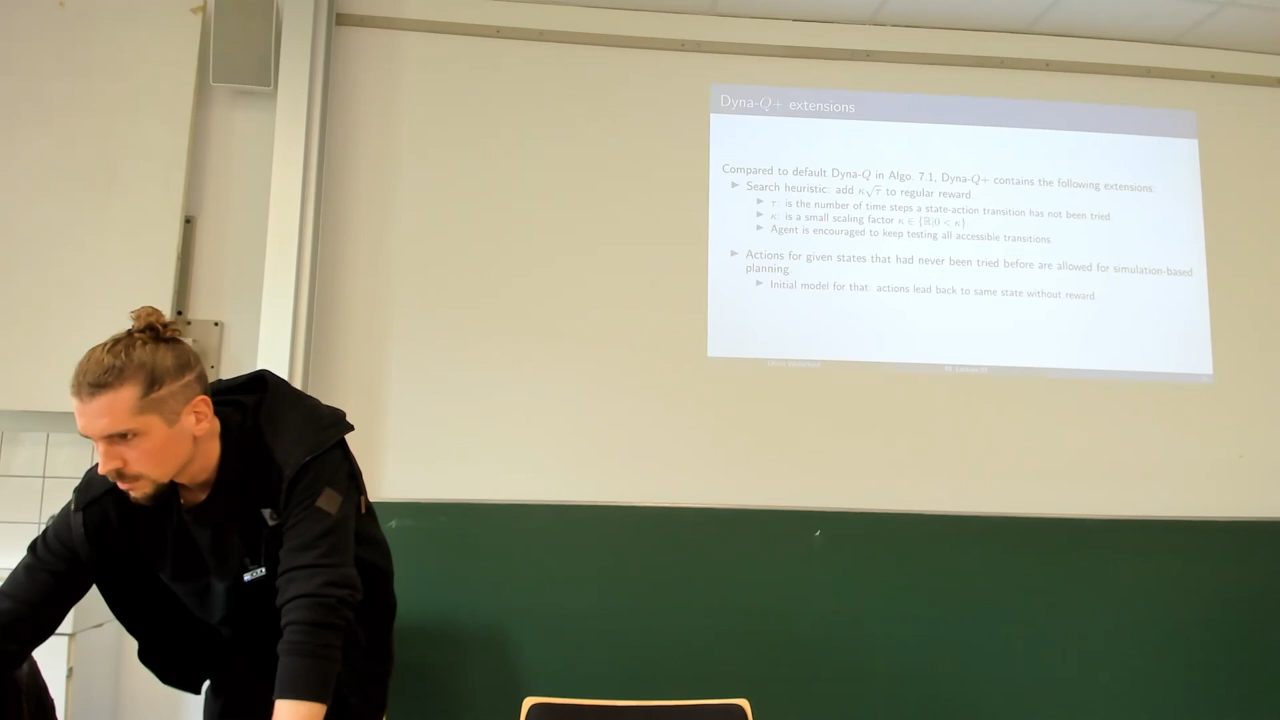 Dyna-Q+ extensions
Compared to default Dyna-Q in Algo. 7.1, Dyna-Q+ contains the following extensions:
▶ Search heuristic: add κ√τ to regular reward.
▶ τ: is the number of time steps a state-action transition has not been tried.
▶ κ: is a small scaling factor κ ∈ {ℝ|0 < κ}.
▶ Agent is encouraged to keep testing all accessible transitions.
▶ Actions for given states that had never been tried before are allowed for simulation-based
planning.
▶ Initial model for that: actions lead back to same state without reward.